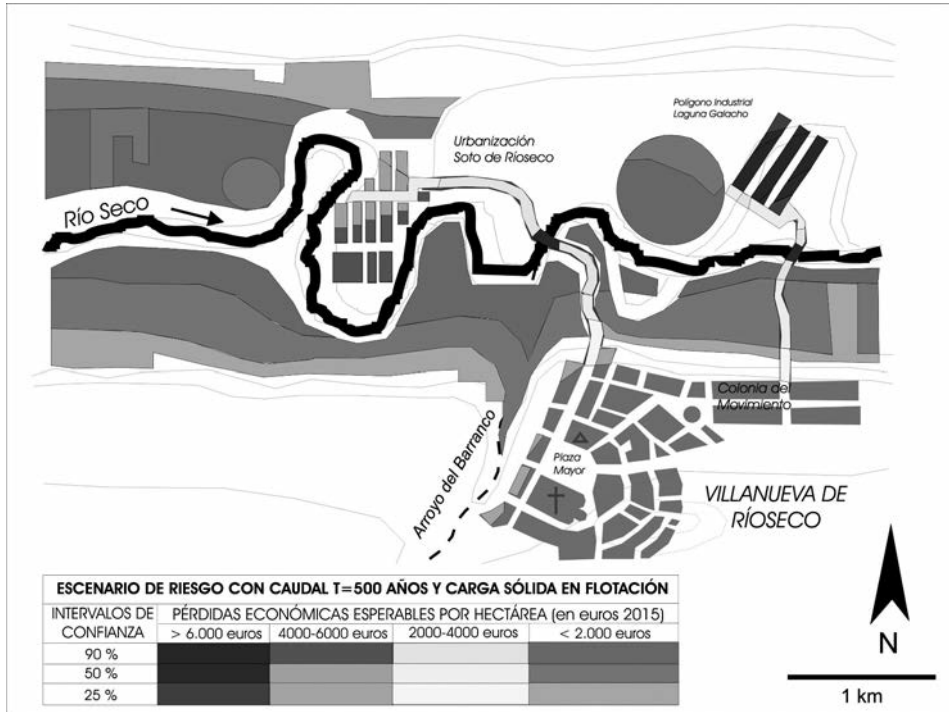 Polígono Industrial
Laguna Galacho
Urbanización
Soto de Ríoseco
Río Seco
Colonia del
Movimiento
Plaza
Mayor
Arroyo del Barranco
VILLANUEVA DE
RÍOSECO
N
1 km
ESCENARIO DE RIESGO CON CAUDAL T=500 AÑOS Y CARGA SÓLIDA EN FLOTACIÓN
INTERVALOS DE CONFIANZA
PÉRDIDAS ECONÓMICAS ESPERABLES POR HECTÁREA (en euros 2015)
> 6.000 euros 4000-6000 euros 2000-4000 euros < 2.000 euros
90 %
50 %
25 %